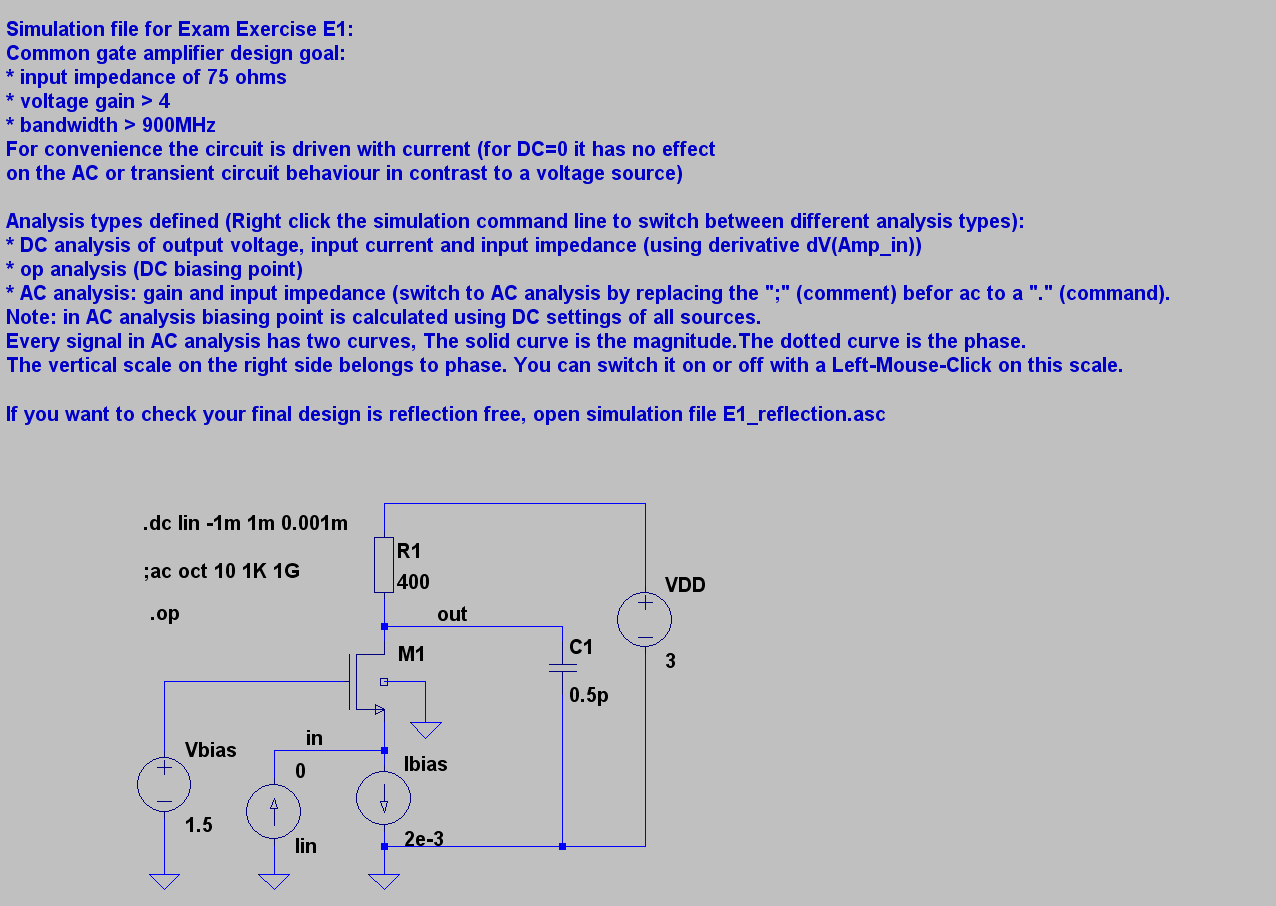 Simulation file for Exam Exercise E1:
Common gate amplifier design goal:
* input impedance of 75 ohms
* voltage gain > 4
* bandwidth > 900MHz
For convenience the circuit is driven with current (for DC=0 it has no effect
on the AC or transient circuit behaviour in contrast to a voltage source)
Analysis types defined (Right click the simulation command line to switch between different analysis types):
* DC analysis of output voltage, input current and input impedance (using derivative dV(Amp_in))
* op analysis (DC biasing point)
* AC analysis: gain and input impedance (switch to AC analysis by replacing the ";" (comment) befor ac to a "." (command).
Note: in AC analysis biasing point is calculated using DC settings of all sources.
Every signal in AC analysis has two curves, The solid curve is the magnitude.The dotted curve is the phase.
The vertical scale on the right side belongs to phase. You can switch it on or off with a Left-Mouse-Click on this scale.
If you want to check your final design is reflection free, open simulation file E1_reflection.asc
.dc Iin -1m 1m 0.001m
R1
;ac oct 10 1K 1G
400
VDD
.op
out
C1
M1
3
0.5p
in
Vbias
Ibias
0
1.5
2e-3
Iin